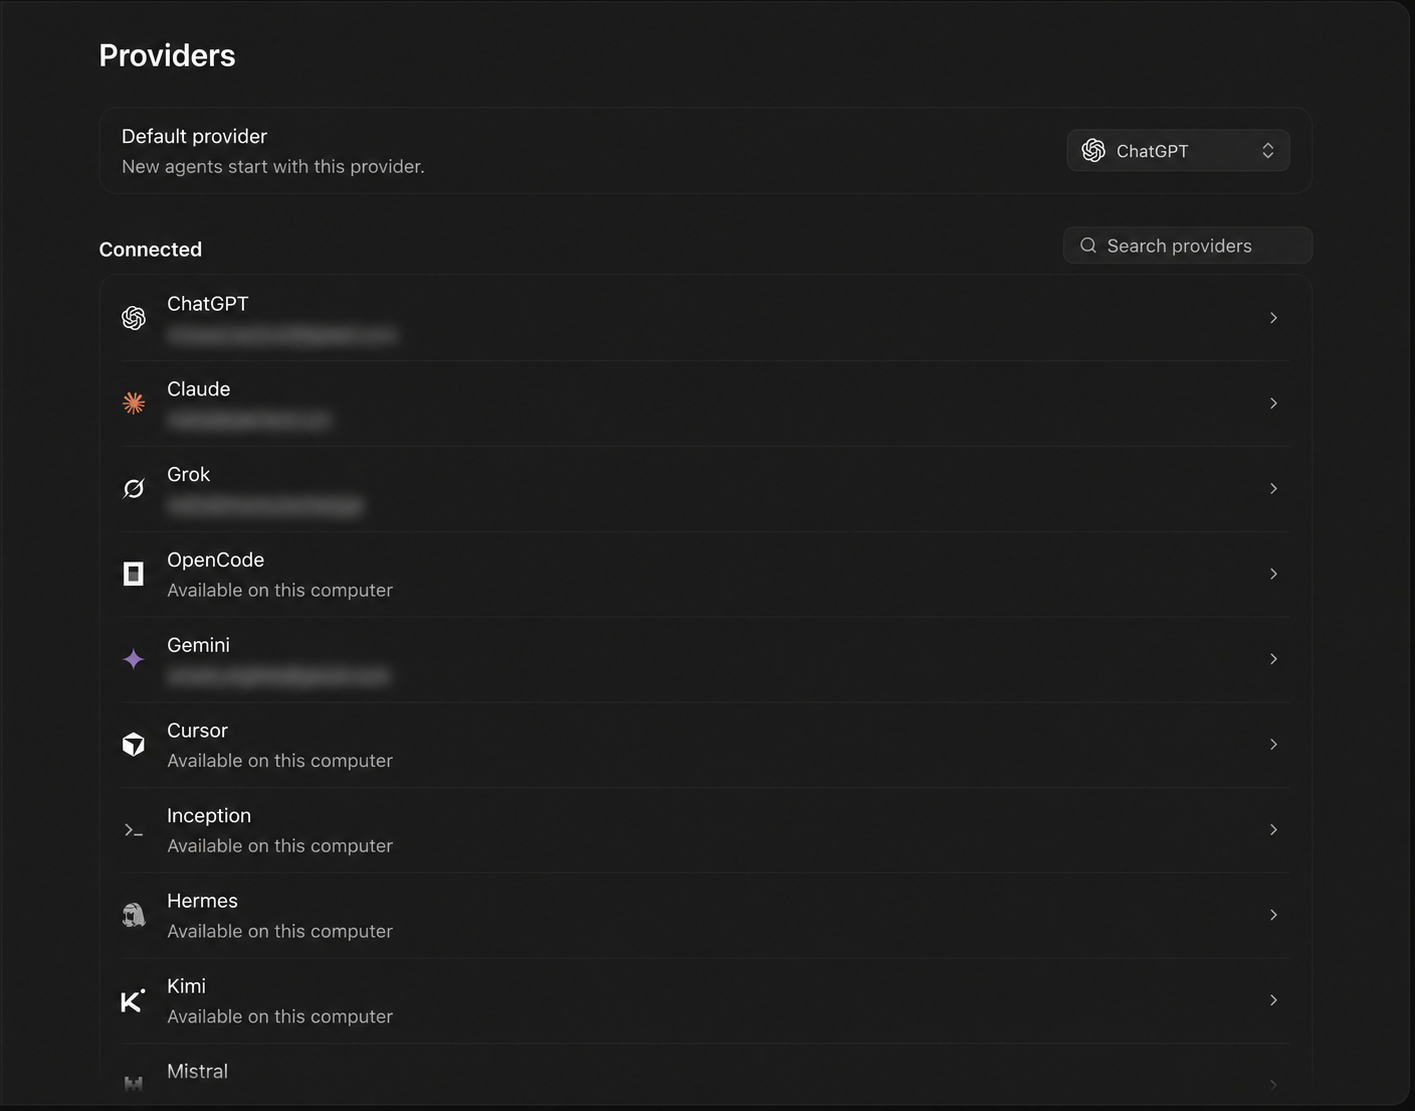 Providers
Default provider
New agents start with this provider.
ChatGPT
Connected
Search providers
ChatGPT
Claude
Grok
OpenCode
Available on this computer
Gemini
Cursor
Available on this computer
Inception
Available on this computer
Hermes
Available on this computer
Kimi
Available on this computer
Mistral